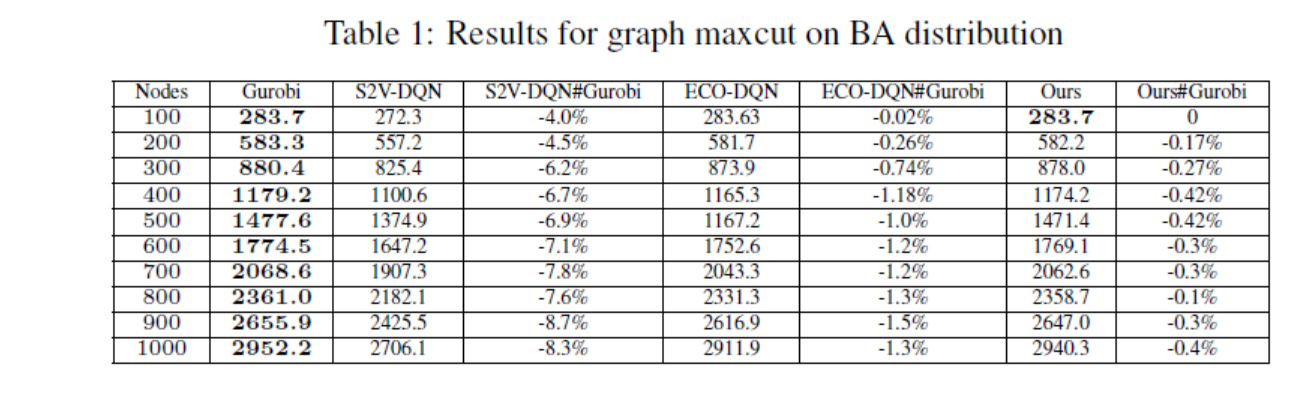 Table 1: Results for graph maxcut on BA distribution
Nodes Gurobi S2V-DQN S2V-DQN#Gurobi ECO-DQN ECO-DQN#Gurobi Ours Ours#Gurobi
100 283.7 272.3 -4.0% 283.63 -0.02% 283.7 0
200 583.3 557.2 -4.5% 581.7 -0.26% 582.2 -0.17%
300 880.4 825.4 -6.2% 873.9 -0.74% 878.0 -0.27%
400 1179.2 1100.6 -6.7% 1165.3 -1.18% 1174.2 -0.42%
500 1477.6 1374.9 -6.9% 1167.2 -1.0% 1471.4 -0.42%
600 1774.5 1647.2 -7.1% 1752.6 -1.2% 1769.1 -0.3%
700 2068.6 1907.3 -7.8% 2043.3 -1.2% 2062.6 -0.3%
800 2361.0 2182.1 -7.6% 2331.3 -1.3% 2358.7 -0.1%
900 2655.9 2425.5 -8.7% 2616.9 -1.5% 2647.0 -0.3%
1000 2952.2 2706.1 -8.3% 2911.9 -1.3% 2940.3 -0.4%